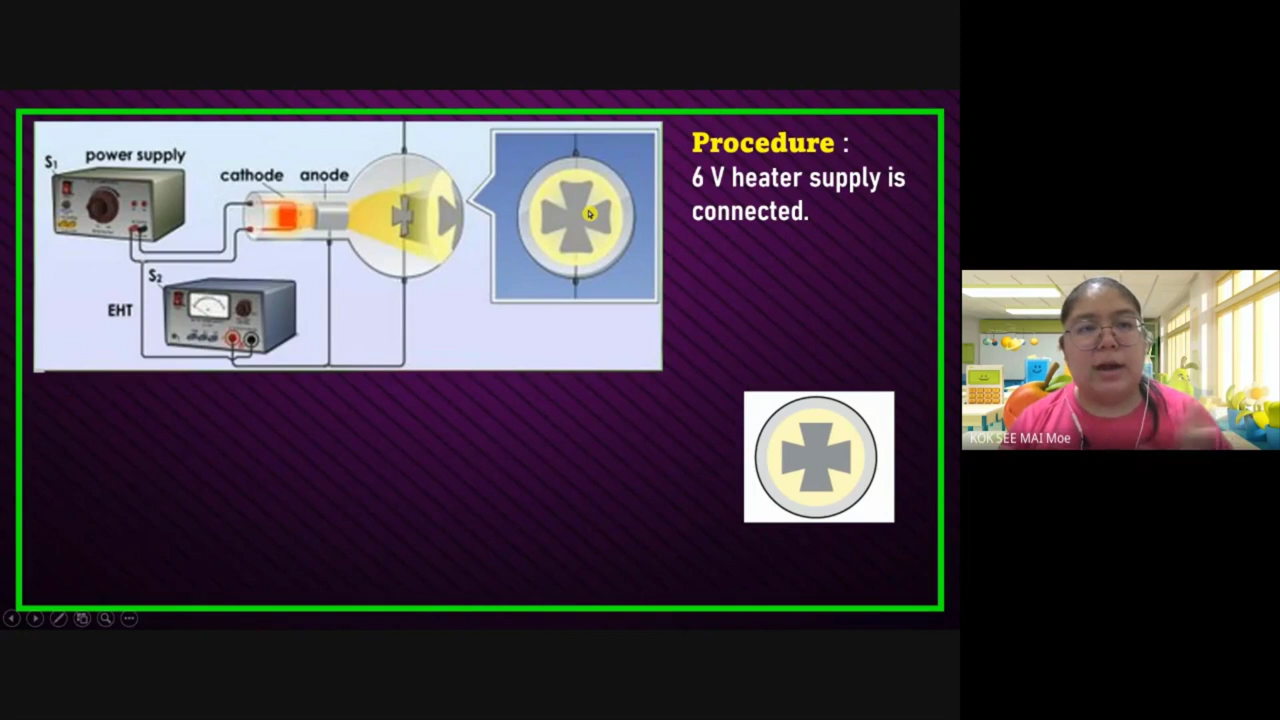 S₁
power supply
cathode
anode
S₂
EHT
Procedure :
6 V heater supply is
connected.
KOK SEE MAI Moe